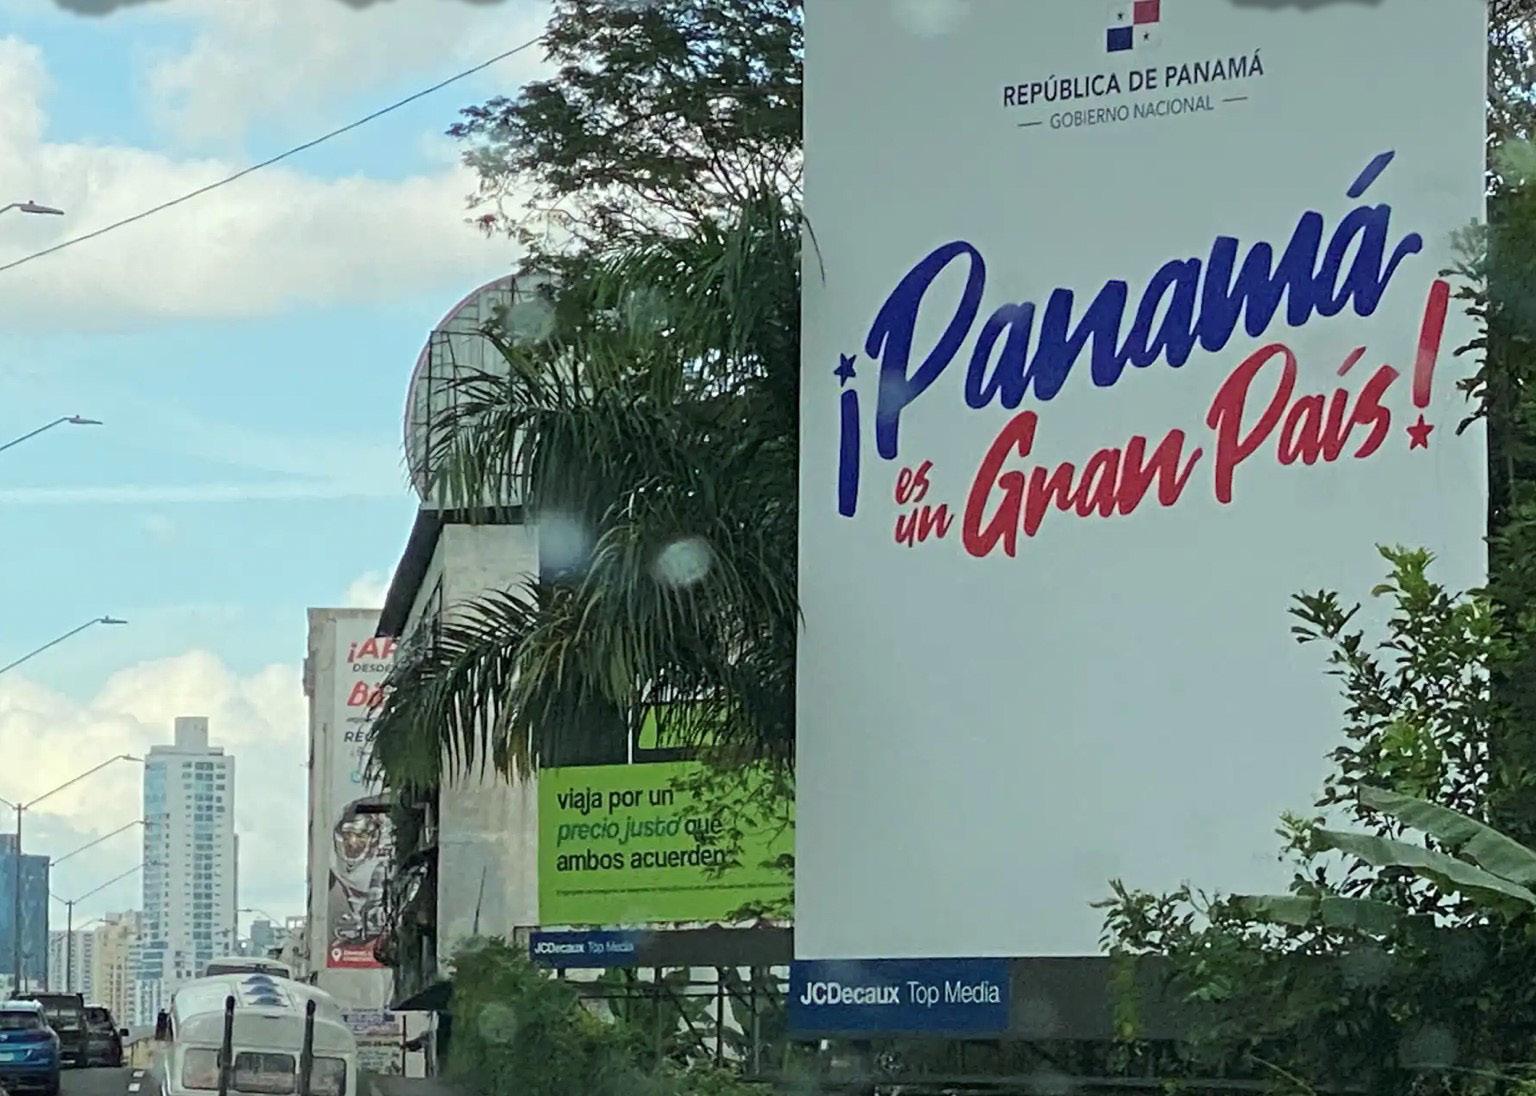 REPÚBLICA DE PANAMÁ
GOBIERNO NACIONAL
¡Panamá
es un Gran País!
JCDecaux Top Media
viaja por un
precio justo que
ambos acuerden
JCDecaux Top Media
DESDE